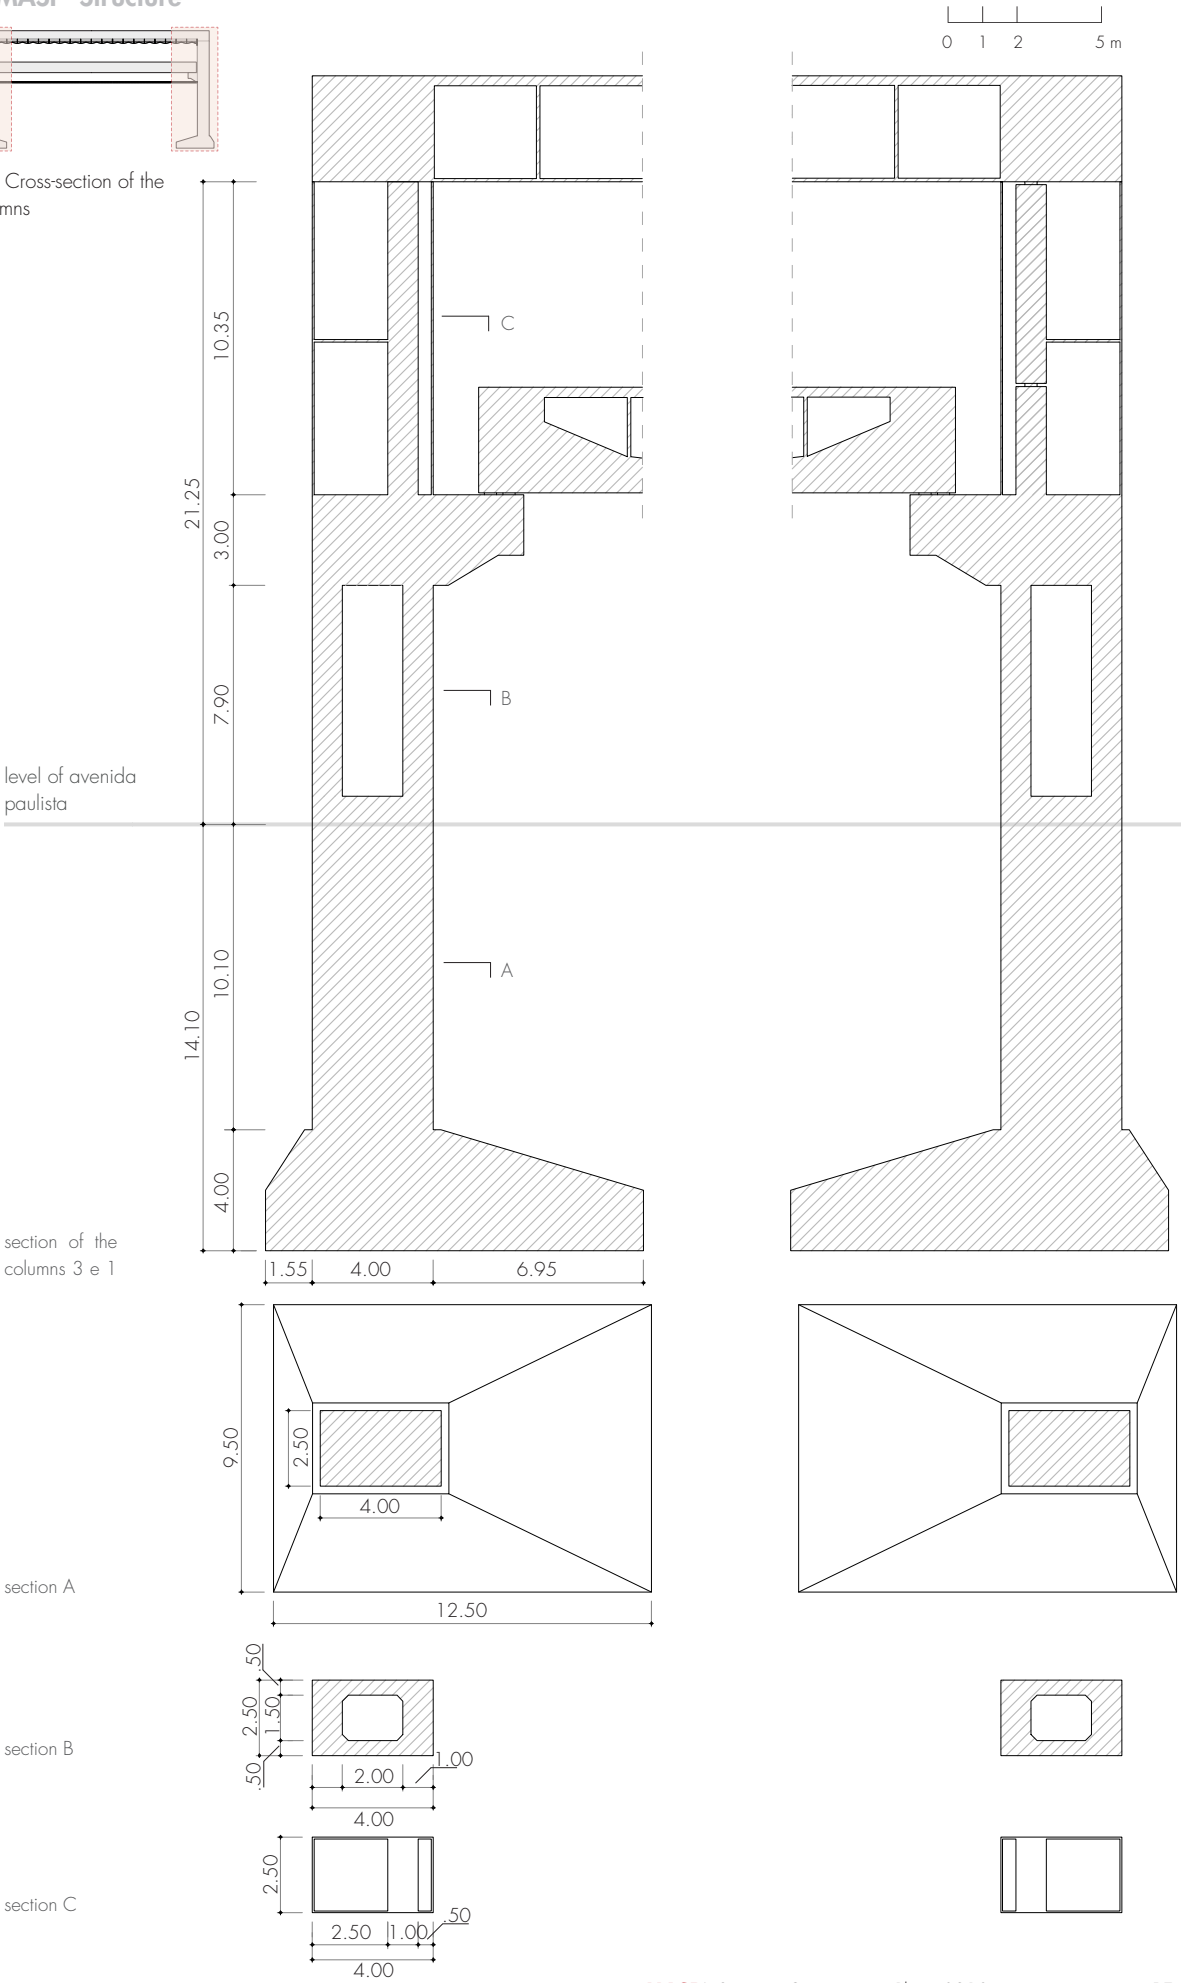 MASP Structure
0 1 2 5 m
Cross-section of the
mns
10.35
C
21.25
3.00
7.90
B
level of avenida
paulista
10.10
A
14.10
4.00
section of the
columns 3 e 1
1.55 4.00 6.95
9.50
2.50
4.00
section A
12.50
.50
2.50
1.50
section B
.50
1.00
2.00
4.00
2.50
section C
.50
2.50 1.00
4.00